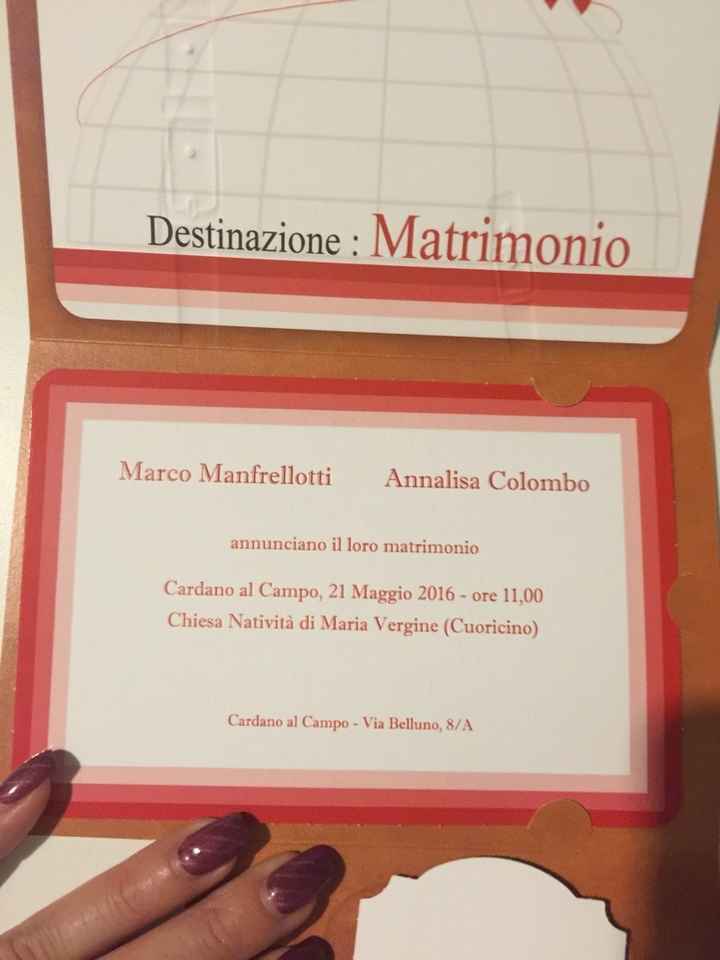 Destinazione : Matrimonio
Marco Manfrellotti Annalisa Colombo
annunciano il loro matrimonio
Cardano al Campo, 21 Maggio 2016 - ore 11,00
Chiesa Natività di Maria Vergine (Cuoricino)
Cardano al Campo - Via Belluno, 8/A